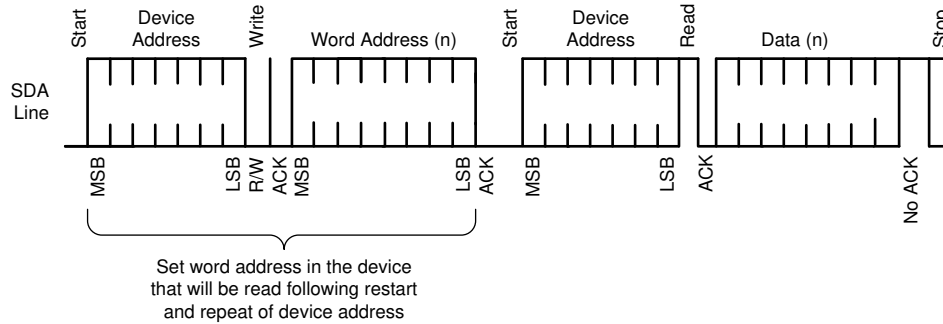 Start
Device
Address
Write
Word Address (n)
Start
Device
Address
Read
Data (n)
Stop
SDA
Line
MSB
LSB
R/W
ACK
MSB
LSB
ACK
MSB
LSB
ACK
No ACK
Set word address in the device
that will be read following restart
and repeat of device address